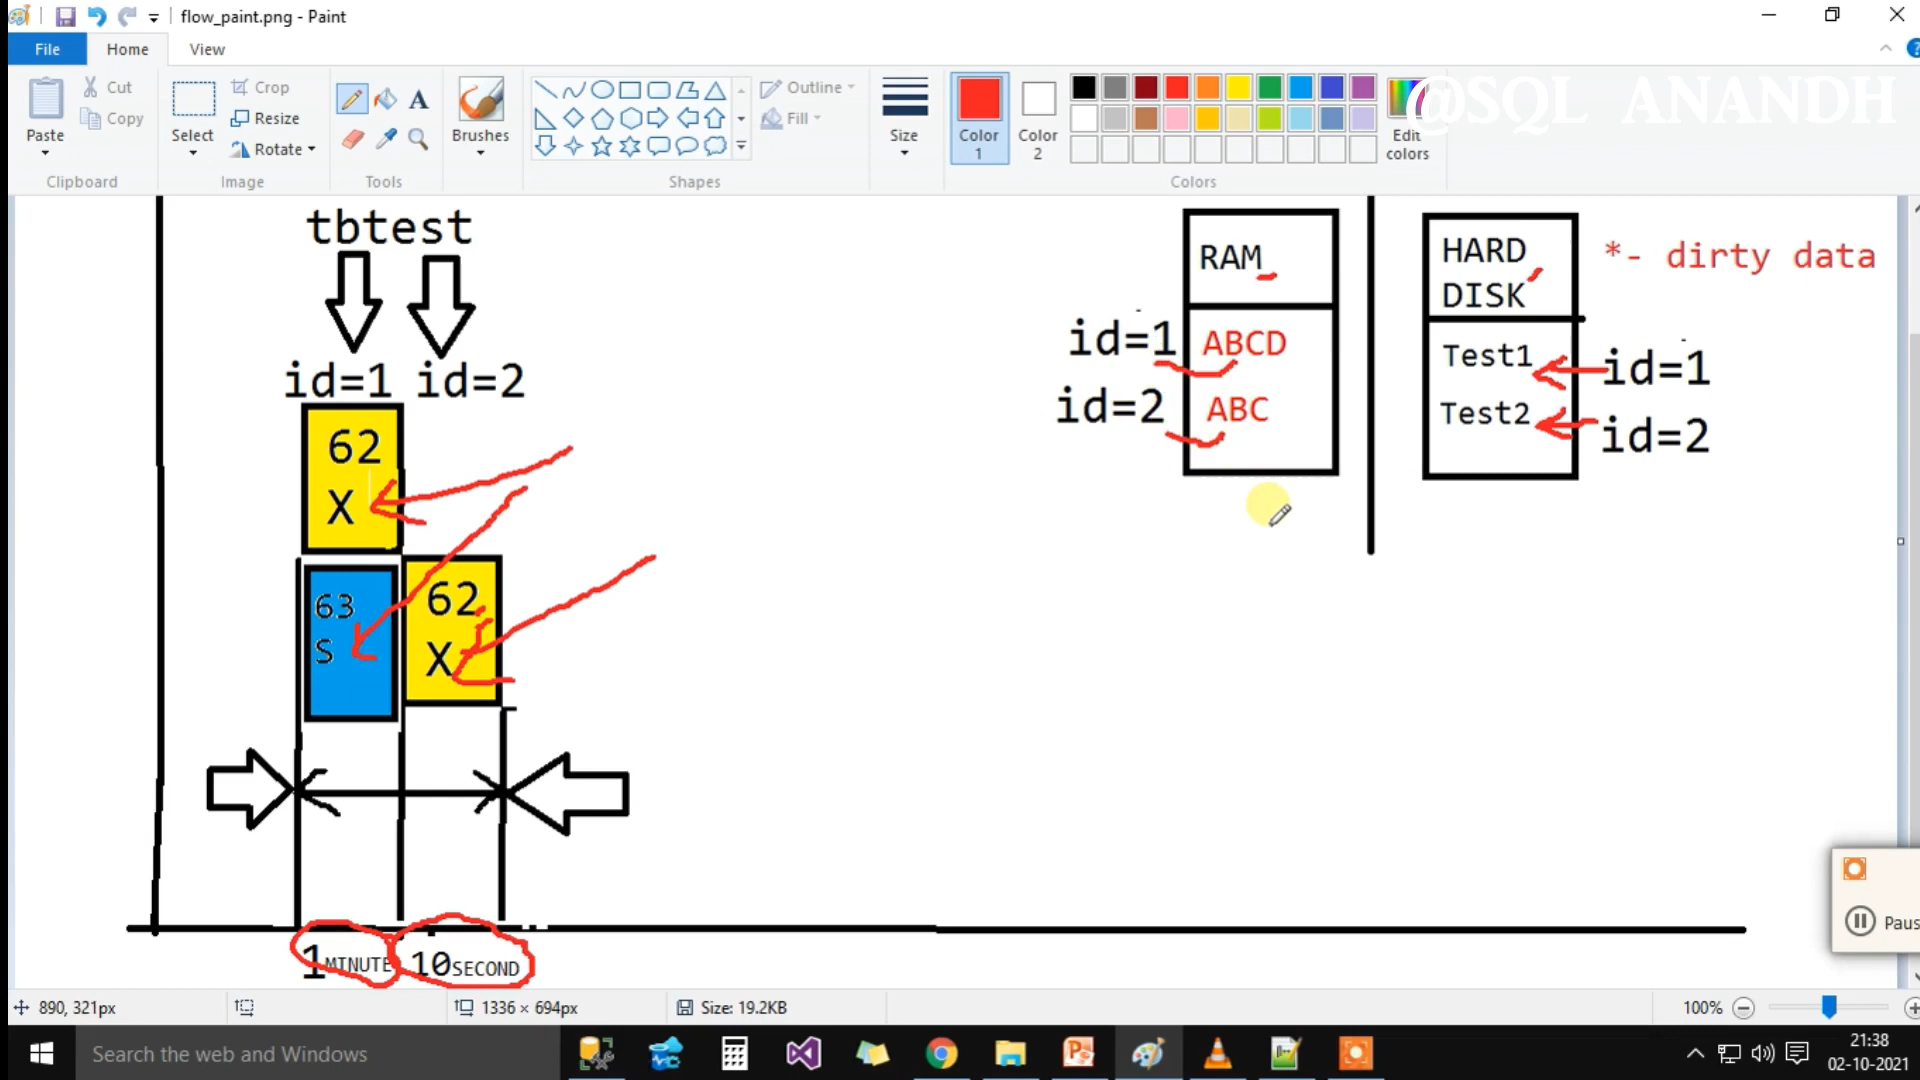 flow_paint.png - Paint
File Home View
Paste
Cut
Copy
Clipboard
Select
Crop
Resize
Rotate
Image
A
Tools
Brushes
Outline
Fill
Shapes
Size
Color 1
Color 2
Edit colors
Colors
@SQL ANANDH
tbtest
id=1 id=2
62
X
63
S
62
X
1MINUTE 10SECOND
RAM
id=1 ABCD
id=2 ABC
HARD
DISK
*- dirty data
Test1 id=1
Test2 id=2
Paus
890, 321px
1336 × 694px
Size: 19.2KB
100%
Search the web and Windows
21:38
02-10-2021